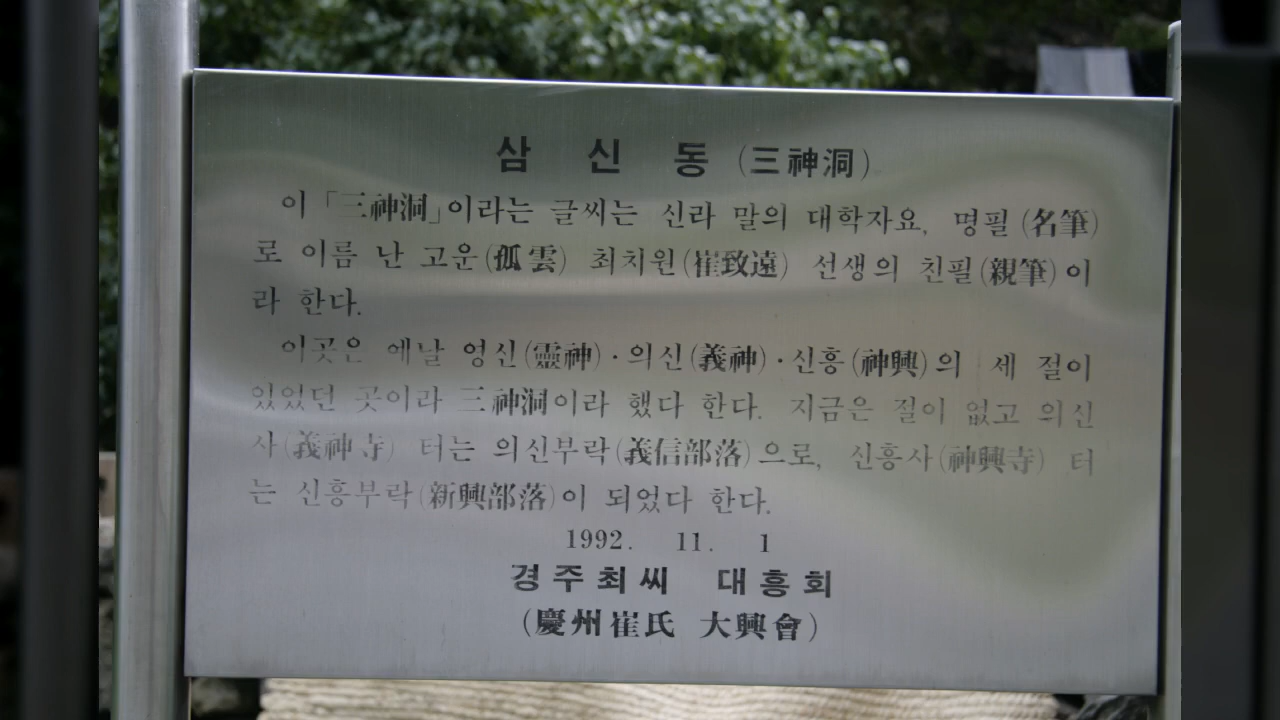 삼 신 동 (三神洞)
이「三神洞」이라는 글씨는 신라 말의 대학자요, 명필(名筆)
로 이름 난 고운(孤雲) 최치원(崔致遠) 선생의 친필(親筆)이
라 한다.
이곳은 예날 영신(靈神)·의신(義神)·신흥(神興)의 세 절이
있었던 곳이라 三神洞이라 했다 한다. 지금은 절이 없고 의신
사(義神寺) 터는 의신부락(義信部落)으로, 신흥사(神興寺) 터
는 신흥부락(新興部落)이 되었다 한다.
1992. 11. 1
경주최씨 대흥회
(慶州崔氏 大興會)